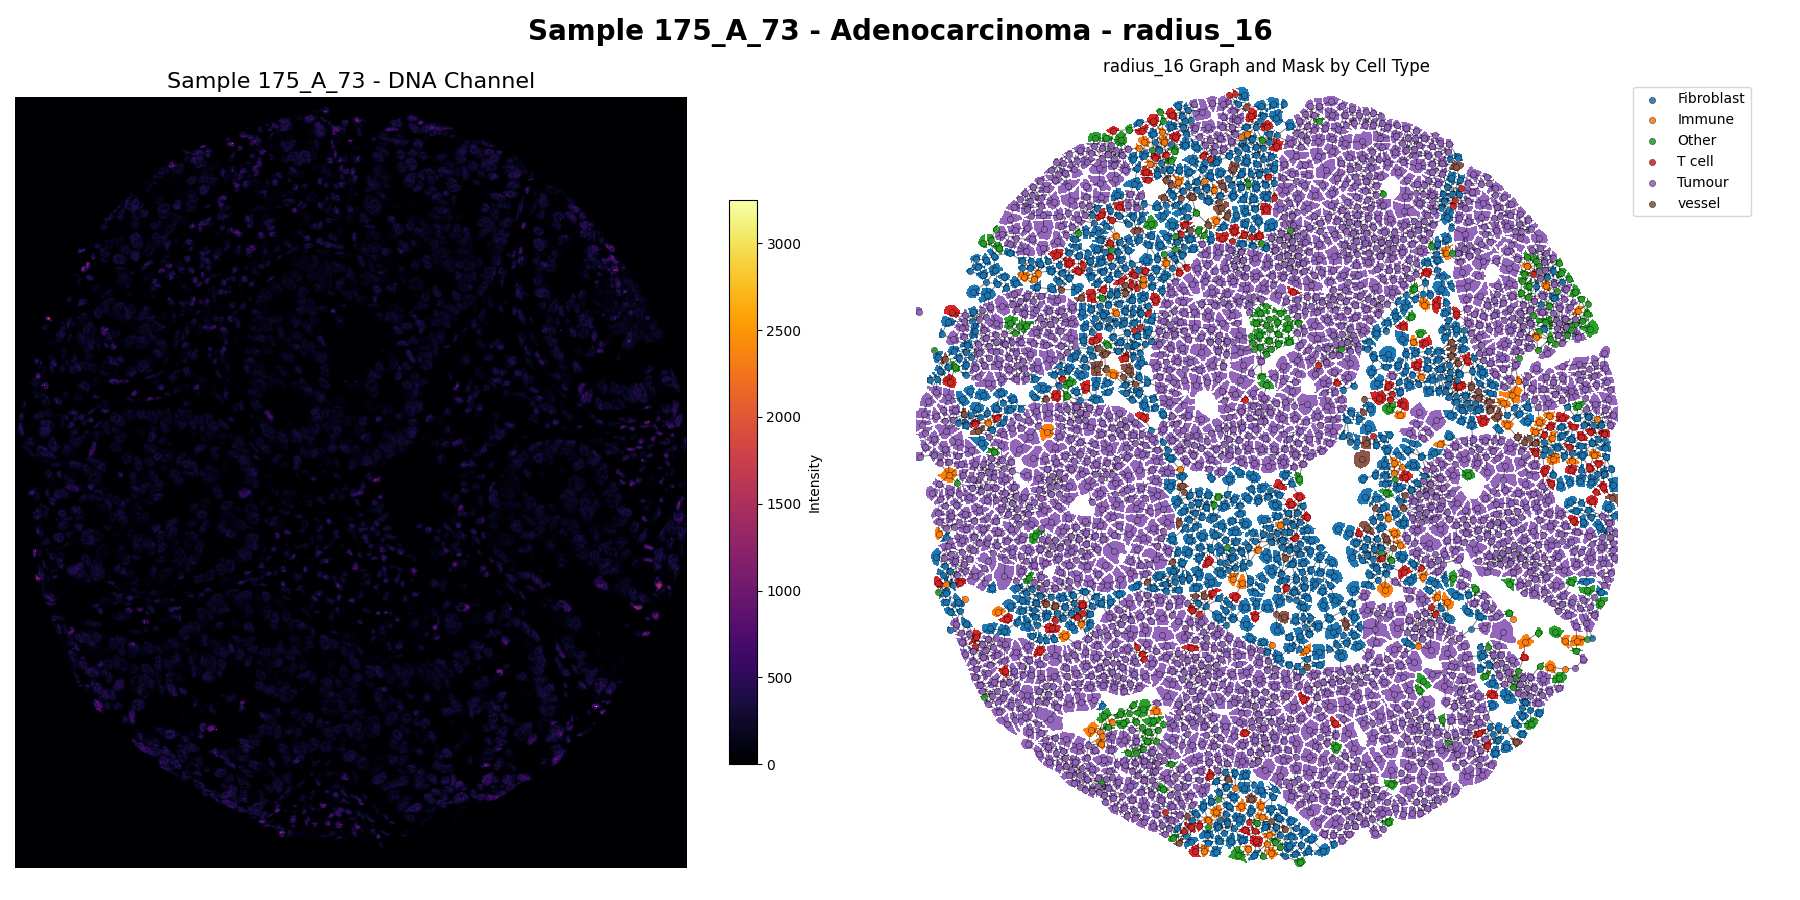 Sample 175_A_73 - Adenocarcinoma - radius_16
Sample 175_A_73 - DNA Channel
radius_16 Graph and Mask by Cell Type
Fibroblast
Immune
Other
T cell
Tumour
vessel
3000
2500
2000
1500
1000
500
0
Intensity